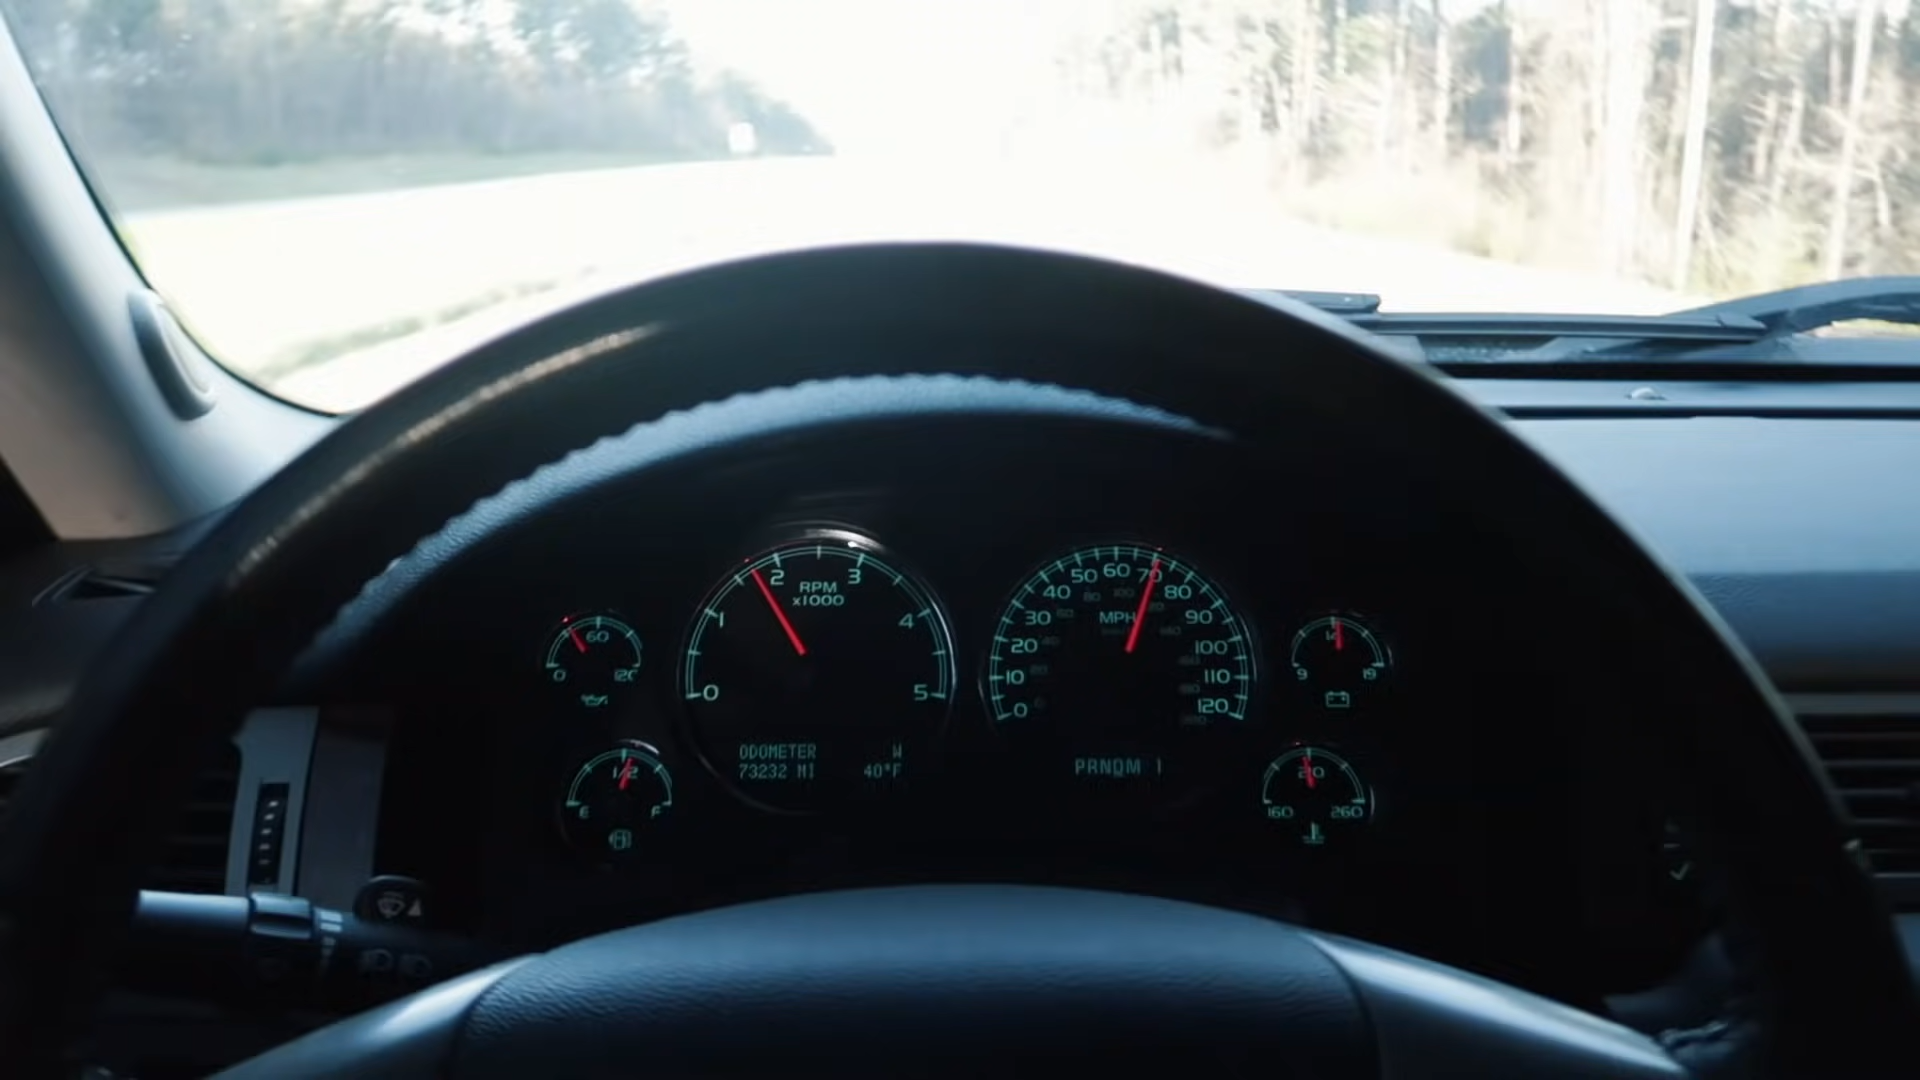 2 3
RPM
x1000
1 4
0 5
ODOMETER W
73232 MI 40°F
50 60 70
40 80
80 100
30 MPH 90
20 100
10 110
0 120
PRNDM 1
60
0 120
1/2
E F
14
9 19
210
160 260